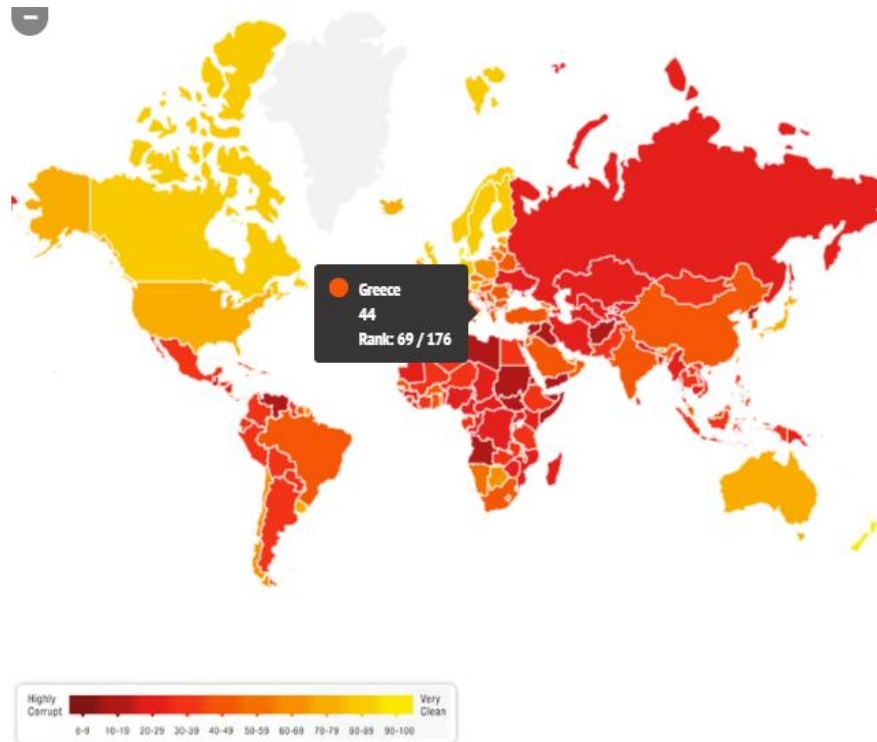 Greece
44
Rank: 69 / 176
Highly Corrupt
0-9 10-19 20-29 30-39 40-49 50-59 60-69 70-79 80-89 90-100
Very Clean